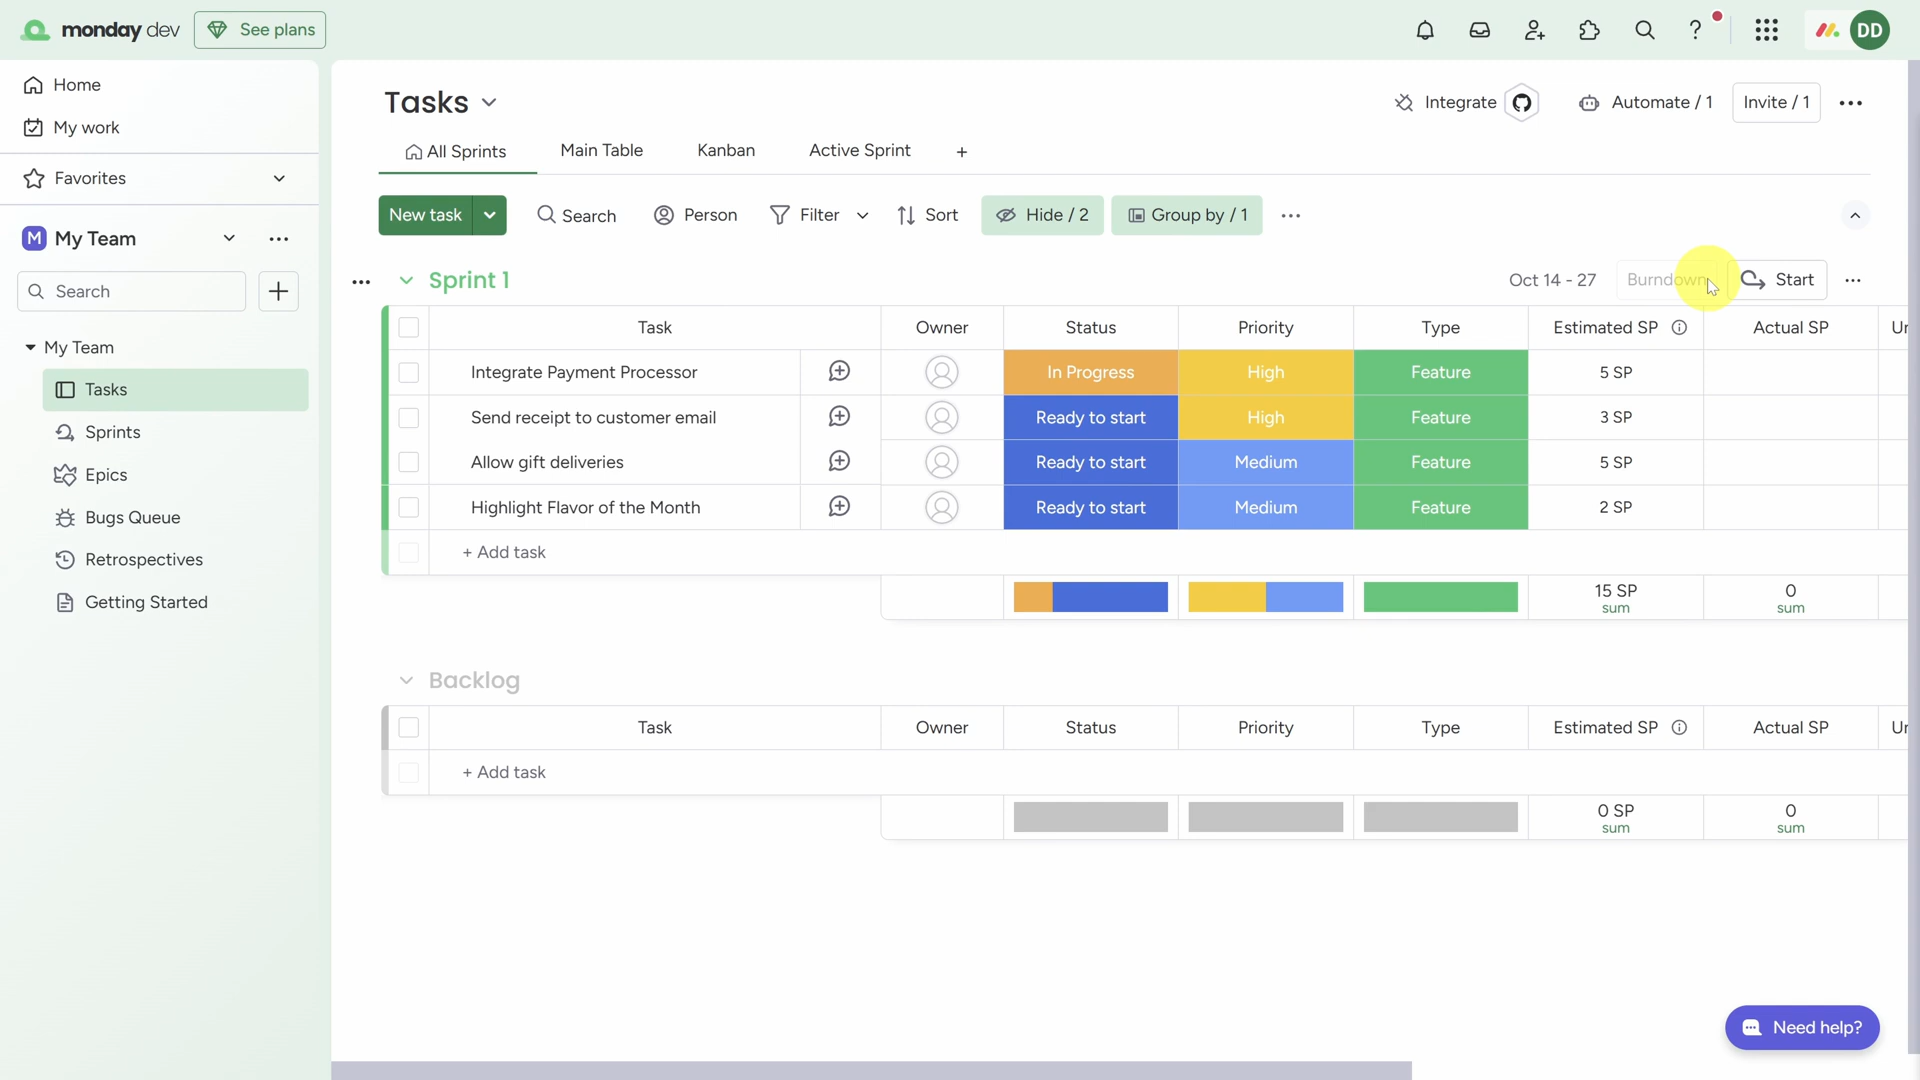 monday dev
See plans
DD
Home
My work
Favorites
M My Team
Search
My Team
Tasks
Sprints
Epics
Bugs Queue
Retrospectives
Getting Started
Tasks
Integrate
Automate / 1
Invite / 1
All Sprints
Main Table
Kanban
Active Sprint
New task
Search
Person
Filter
Sort
Hide / 2
Group by / 1
Sprint 1
Oct 14 - 27
Burndown
Start
Task Owner Status Priority Type Estimated SP Actual SP
Integrate Payment Processor In Progress High Feature 5 SP
Send receipt to customer email Ready to start High Feature 3 SP
Allow gift deliveries Ready to start Medium Feature 5 SP
Highlight Flavor of the Month Ready to start Medium Feature 2 SP
+ Add task
15 SP 0
sum sum
Backlog
Task Owner Status Priority Type Estimated SP Actual SP
+ Add task
0 SP 0
sum sum
Need help?